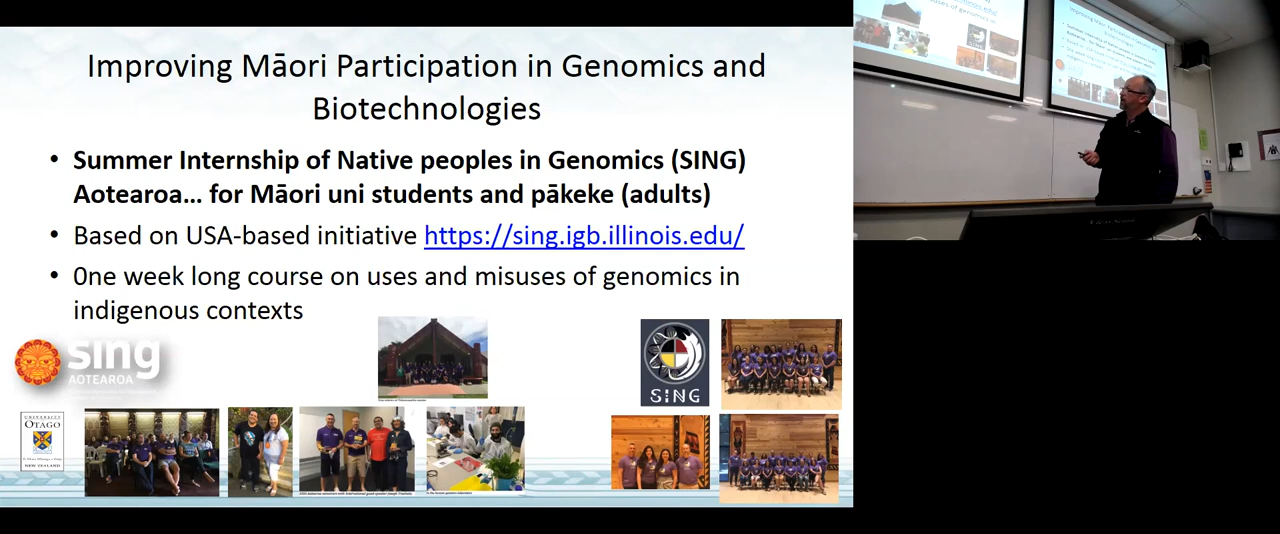 Improving Māori Participation in Genomics and
Biotechnologies
• Summer Internship of Native peoples in Genomics (SING)
Aotearoa... for Māori uni students and pākeke (adults)
• Based on USA-based initiative https://sing.igb.illinois.edu/
• 0ne week long course on uses and misuses of genomics in
indigenous contexts
sing
AOTEAROA
SING
UNIVERSITY
OTAGO
NEW ZEALAND